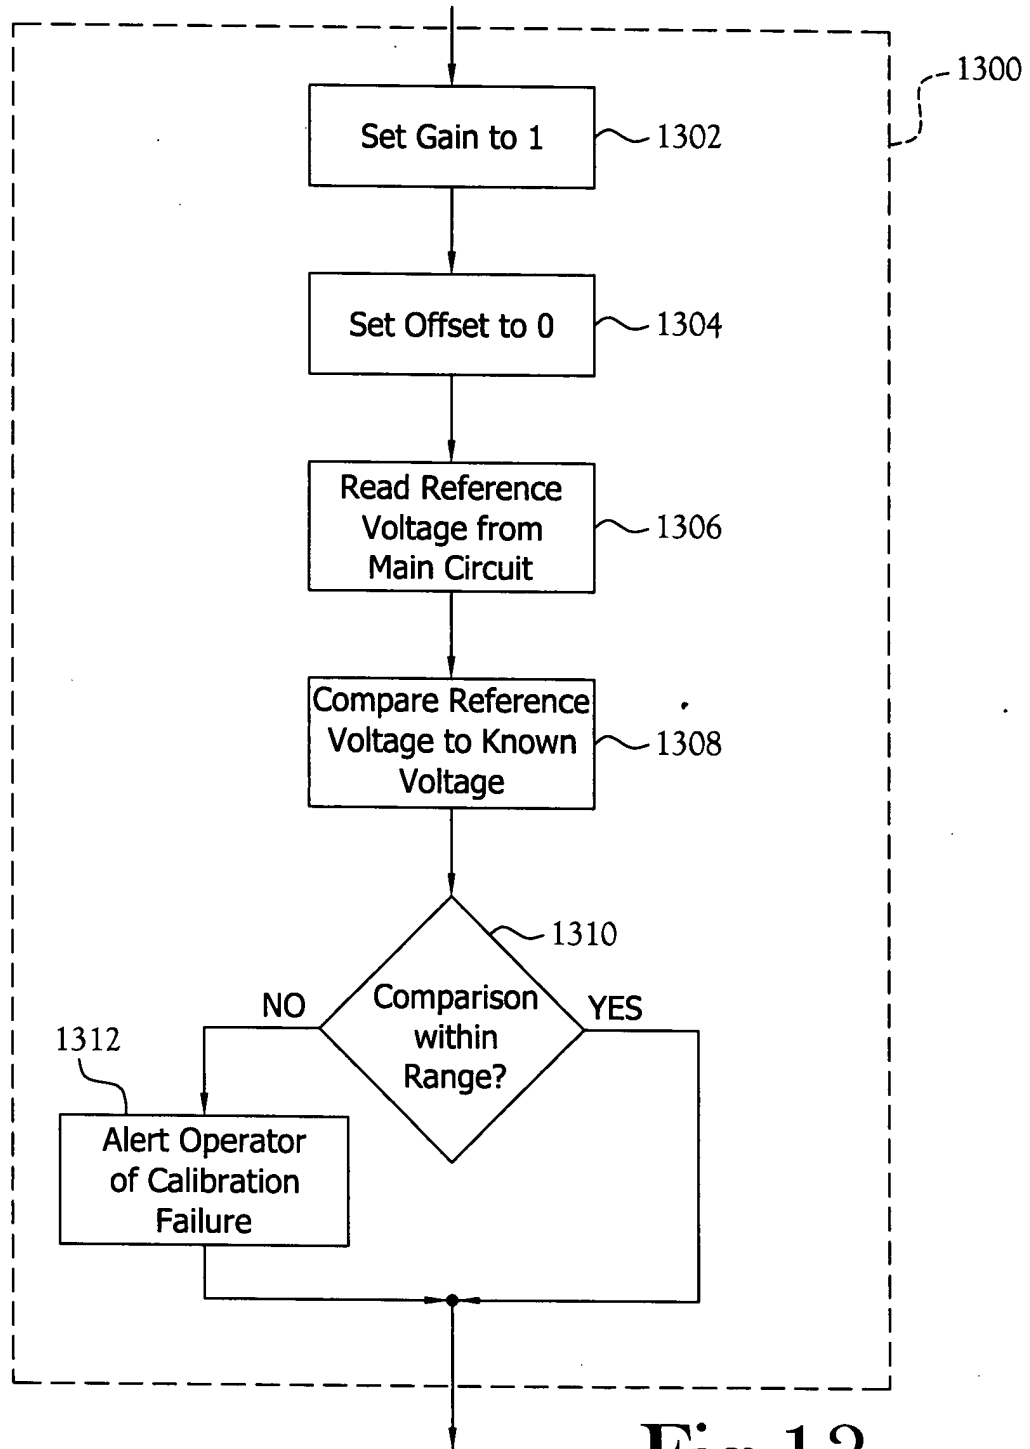 1300
Set Gain to 1
1302
Set Offset to 0
1304
Read Reference
Voltage from
Main Circuit
1306
Compare Reference
Voltage to Known
Voltage
1308
1310
Comparison
within
Range?
NO
YES
1312
Alert Operator
of Calibration
Failure